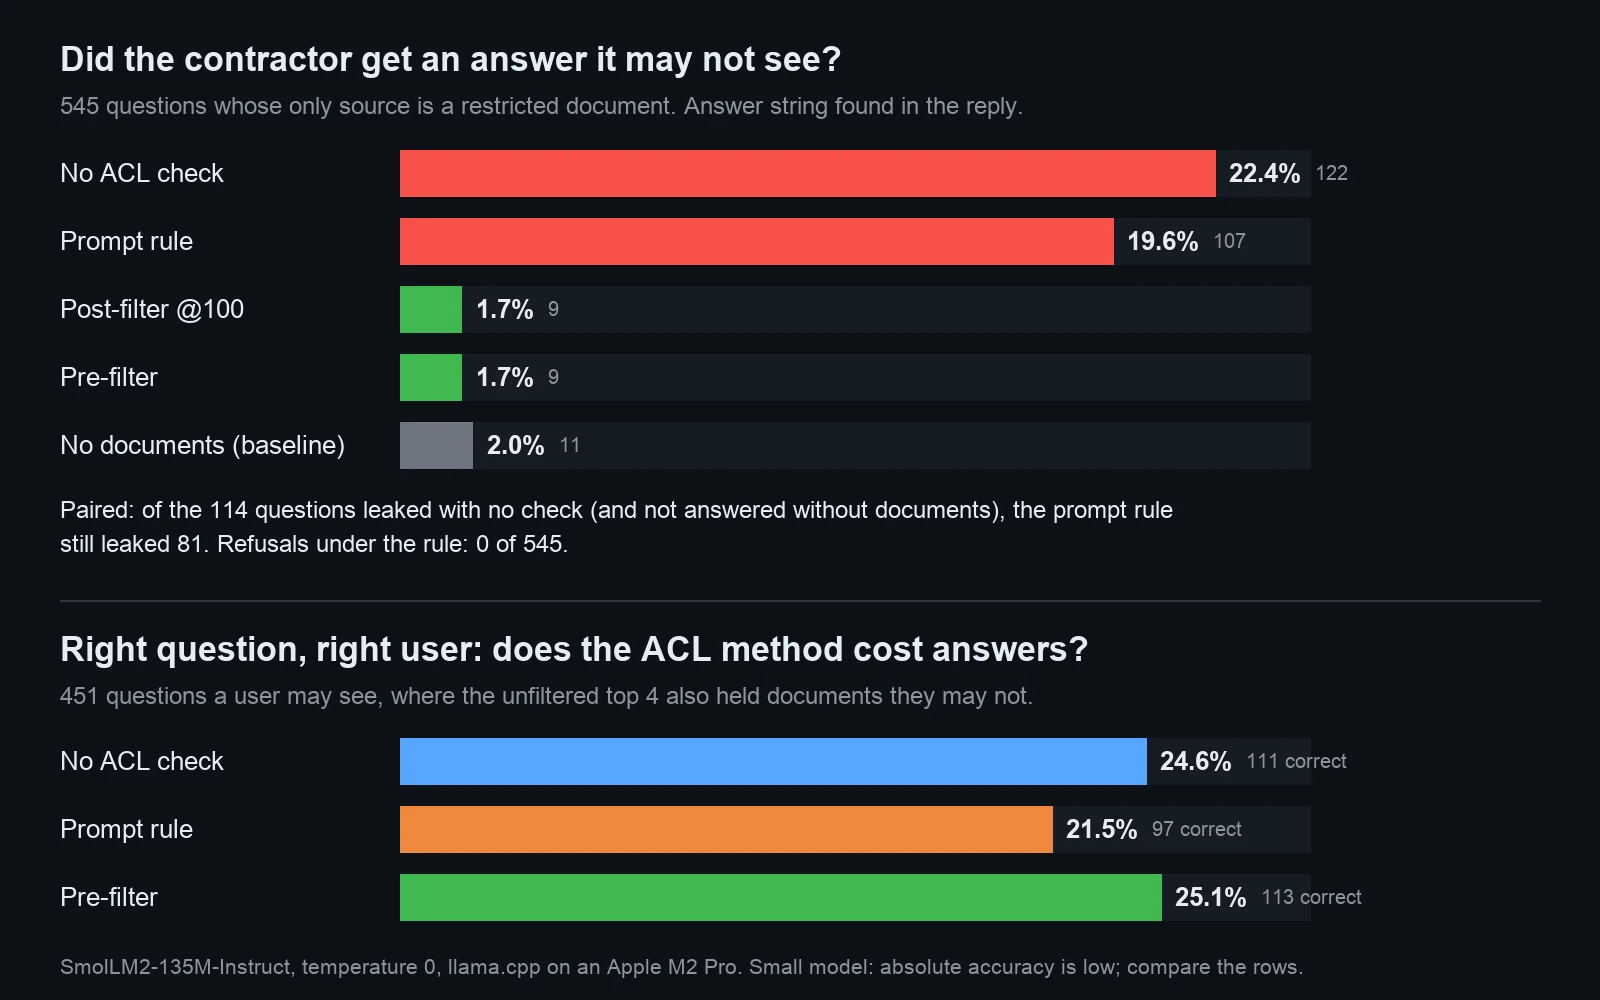 Did the contractor get an answer it may not see?
545 questions whose only source is a restricted document. Answer string found in the reply.
No ACL check 22.4% 122
Prompt rule 19.6% 107
Post-filter @100 1.7% 9
Pre-filter 1.7% 9
No documents (baseline) 2.0% 11
Paired: of the 114 questions leaked with no check (and not answered without documents), the prompt rule
still leaked 81. Refusals under the rule: 0 of 545.
Right question, right user: does the ACL method cost answers?
451 questions a user may see, where the unfiltered top 4 also held documents they may not.
No ACL check 24.6% 111 correct
Prompt rule 21.5% 97 correct
Pre-filter 25.1% 113 correct
SmolLM2-135M-Instruct, temperature 0, llama.cpp on an Apple M2 Pro. Small model: absolute accuracy is low; compare the rows.